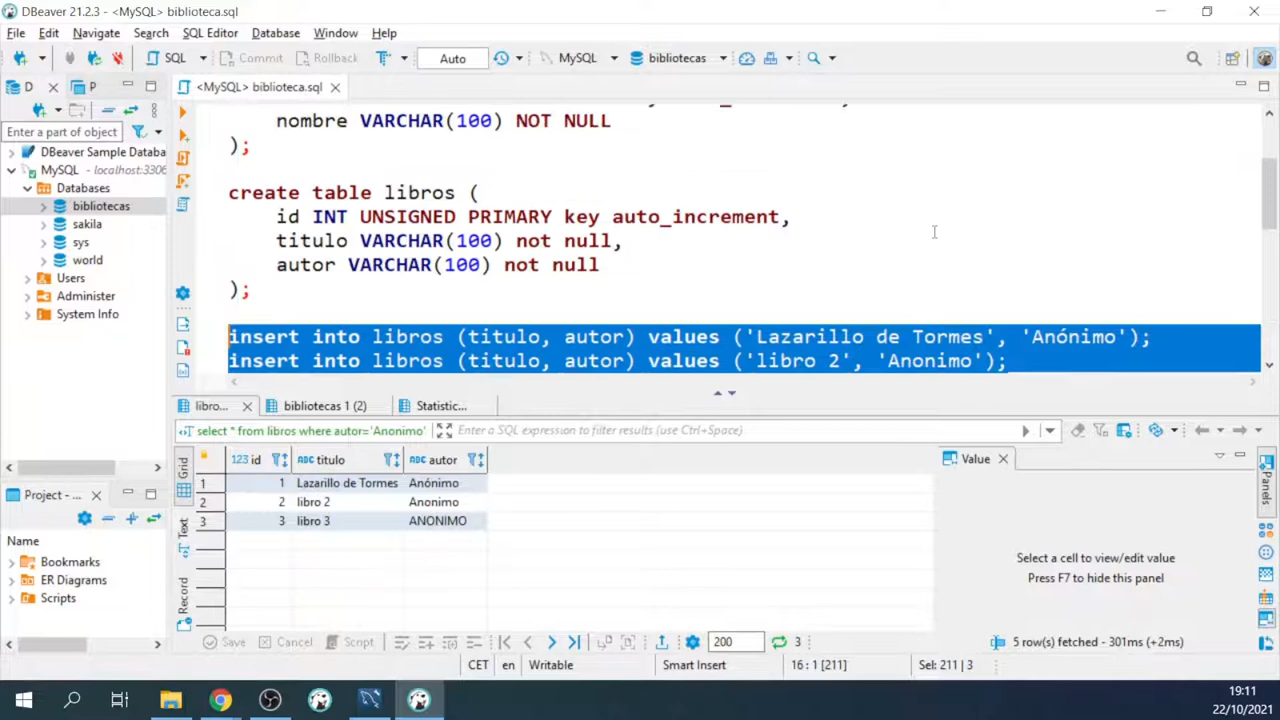 DBeaver 21.2.3 - <MySQL> biblioteca.sql
File Edit Navigate Search SQL Editor Database Window Help
SQL Commit Rollback Auto MySQL bibliotecas
D P <MySQL> biblioteca.sql
Enter a part of object
DBeaver Sample Databa
MySQL - localhost:3306
Databases
bibliotecas
sakila
sys
world
Users
Administer
System Info
nombre VARCHAR(100) NOT NULL
);
create table libros (
id INT UNSIGNED PRIMARY key auto_increment,
titulo VARCHAR(100) not null,
autor VARCHAR(100) not null
);
insert into libros (titulo, autor) values ('Lazarillo de Tormes', 'Anónimo');
insert into libros (titulo, autor) values ('libro 2', 'Anonimo');
libro... bibliotecas 1 (2) Statistic...
select * from libros where autor='Anonimo' Enter a SQL expression to filter results (use Ctrl+Space)
Grid
Text
Record
123 id ABC titulo ABC autor
1 1 Lazarillo de Tormes Anónimo
2 2 libro 2 Anonimo
3 3 libro 3 ANONIMO
Value
Select a cell to view/edit value
Press F7 to hide this panel
Panels
Project - ...
Name
Bookmarks
ER Diagrams
Scripts
Save Cancel Script 200 3 5 row(s) fetched - 301ms (+2ms)
CET en Writable Smart Insert 16 : 1 [211] Sel: 211 | 3
19:11
22/10/2021